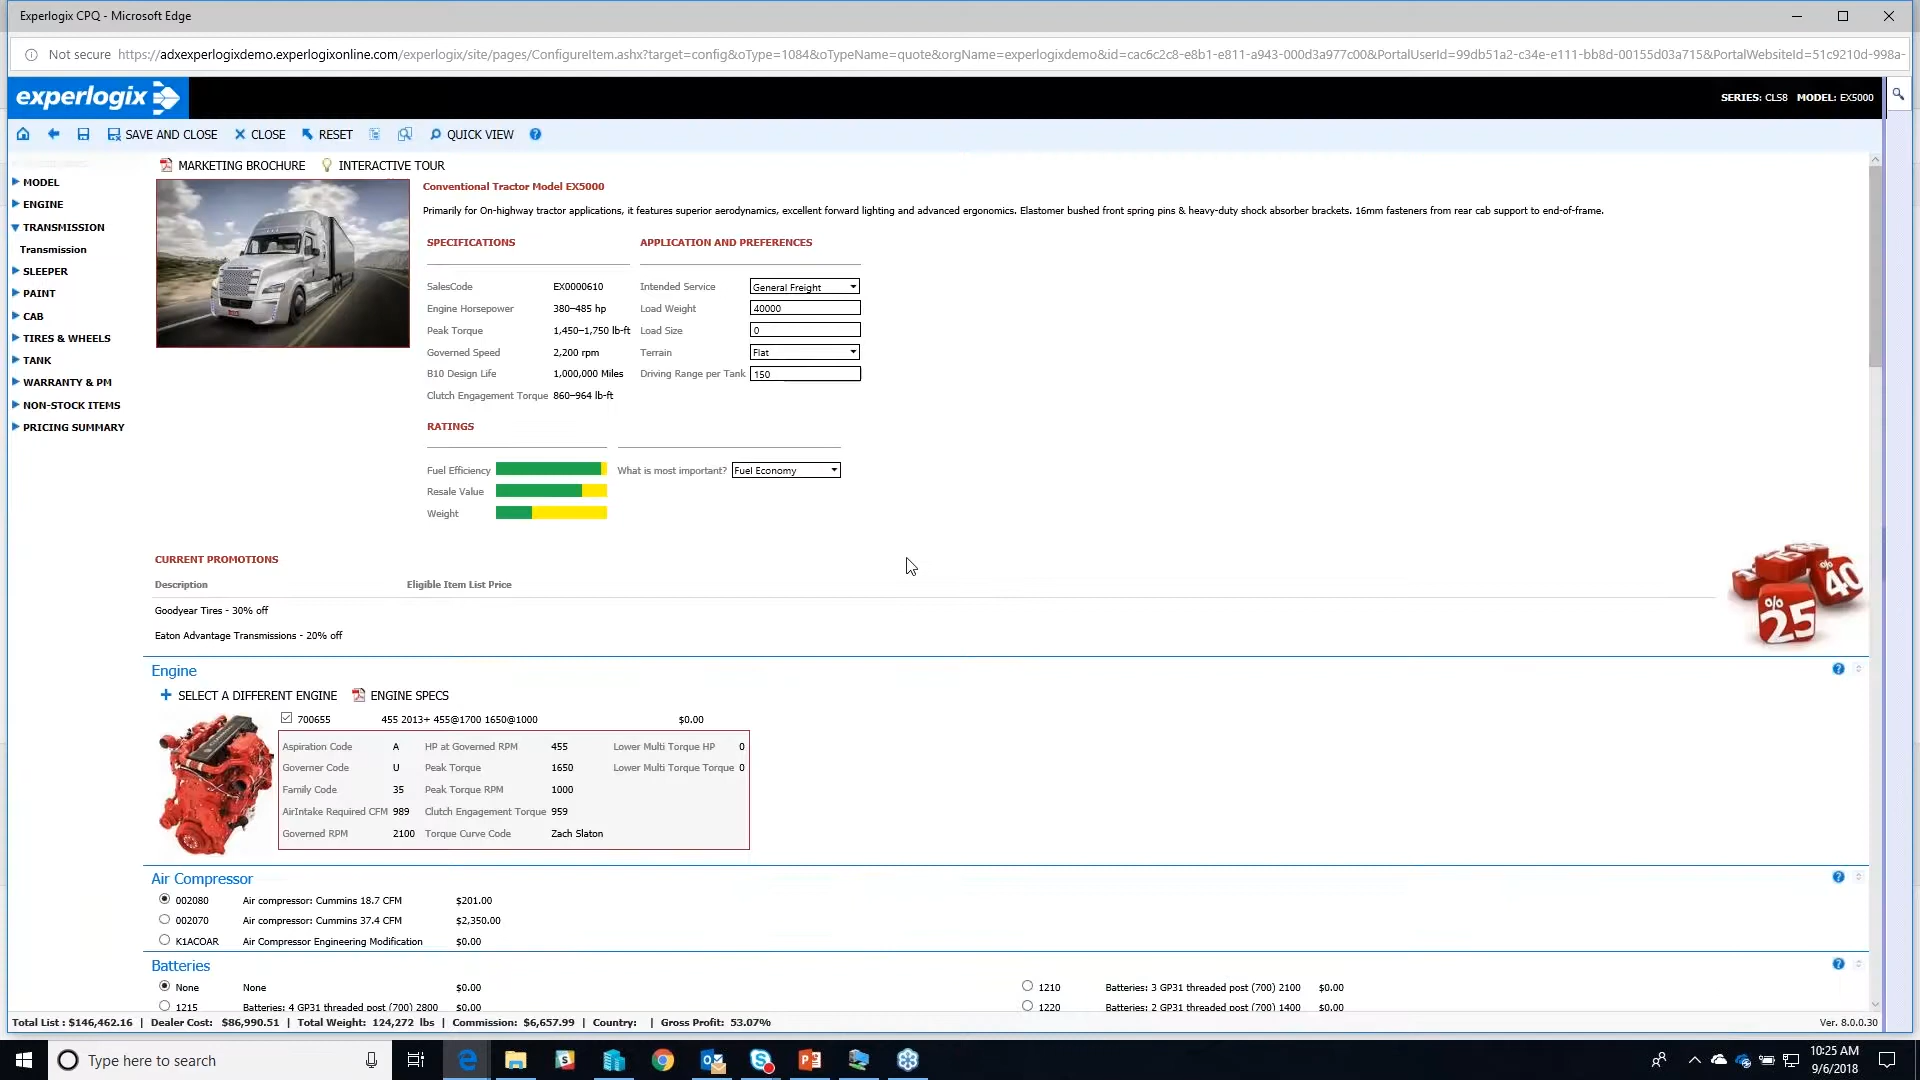 Experlogix CPQ - Microsoft Edge
Not secure https://adxexperlogixdemo.experlogixonline.com/experlogix/site/pages/ConfigureItem.ashx?target=config&oType=1084&oTypeName=quote&orgName=experlogixdemo&id=cac6c2c8-e8b1-e811-a943-000d3a977c00&PortalUserId=99db51a2-c34e-e111-bb8d-00155d03a715&PortalWebsiteId=51c9210d-998a-
experlogix SERIES: CLS8 MODEL: EX5000
SAVE AND CLOSE CLOSE RESET QUICK VIEW
MARKETING BROCHURE INTERACTIVE TOUR
MODEL
ENGINE
TRANSMISSION
Transmission
SLEEPER
PAINT
CAB
TIRES & WHEELS
TANK
WARRANTY & PM
NON-STOCK ITEMS
PRICING SUMMARY
Conventional Tractor Model EX5000
Primarily for On-highway tractor applications, it features superior aerodynamics, excellent forward lighting and advanced ergonomics. Elastomer bushed front spring pins & heavy-duty shock absorber brackets. 16mm fasteners from rear cab support to end-of-frame.
SPECIFICATIONS APPLICATION AND PREFERENCES
SalesCode EX0000610 Intended Service General Freight
Engine Horsepower 380–485 hp Load Weight 40000
Peak Torque 1,450–1,750 lb-ft Load Size 0
Governed Speed 2,200 rpm Terrain Flat
B10 Design Life 1,000,000 Miles Driving Range per Tank 150
Clutch Engagement Torque 860–964 lb-ft
RATINGS
Fuel Efficiency What is most important? Fuel Economy
Resale Value
Weight
CURRENT PROMOTIONS
Description Eligible Item List Price
Goodyear Tires - 30% off
Eaton Advantage Transmissions - 20% off
% 40
% 25
Engine
SELECT A DIFFERENT ENGINE ENGINE SPECS
700655 455 2013+ 455@1700 1650@1000 $0.00
Aspiration Code A HP at Governed RPM 455 Lower Multi Torque HP 0
Governer Code U Peak Torque 1650 Lower Multi Torque Torque 0
Family Code 35 Peak Torque RPM 1000
AirIntake Required CFM 989 Clutch Engagement Torque 959
Governed RPM 2100 Torque Curve Code Zach Slaton
Air Compressor
002080 Air compressor: Cummins 18.7 CFM $201.00
002070 Air compressor: Cummins 37.4 CFM $2,350.00
K1ACOAR Air Compressor Engineering Modification $0.00
Batteries
None None $0.00 1210 Batteries: 3 GP31 threaded post (700) 2100 $0.00
1215 Batteries: 4 GP31 threaded post (700) 2800 $0.00 1220 Batteries: 2 GP31 threaded post (700) 1400 $0.00
Total List : $146,462.16 | Dealer Cost: $86,990.51 | Total Weight: 124,272 lbs | Commission: $6,657.99 | Country: | Gross Profit: 53.07% Ver. 8.0.0.30
Type here to search
10:25 AM
9/6/2018